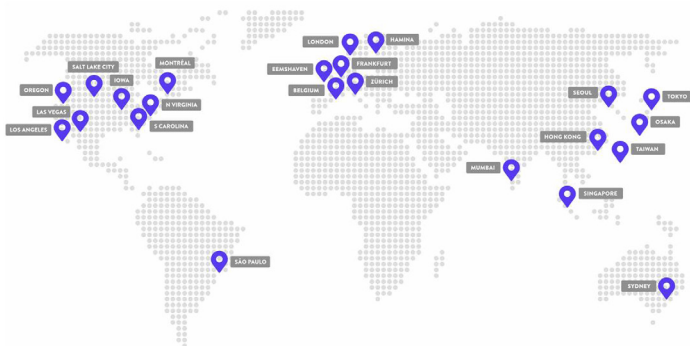 LONDON
HAMINA
SALT LAKE CITY
MONTRÉAL
EEMSHAVEN
FRANKFURT
IOWA
ZÜRICH
OREGON
BELGIUM
SEOUL
TOKYO
N VIRGINIA
LAS VEGAS
LOS ANGELES
S CAROLINA
OSAKA
HONG KONG
TAIWAN
MUMBAI
SINGAPORE
SÃO PAULO
SYDNEY